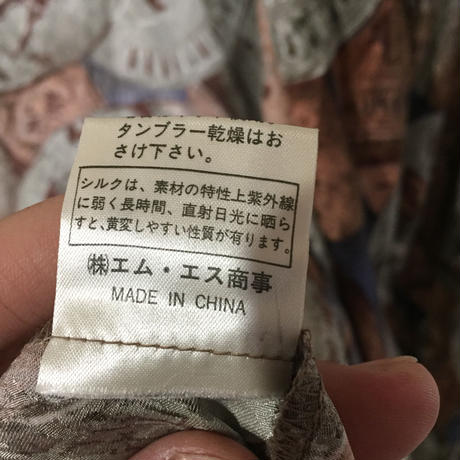 タンブラー乾燥はお
さけ下さい。
シルクは、素材の特性上紫外線
に弱く長時間、直射日光に晒ら
すと、黄変しやすい性質が有ります。
㈱エム・エス商事
MADE IN CHINA